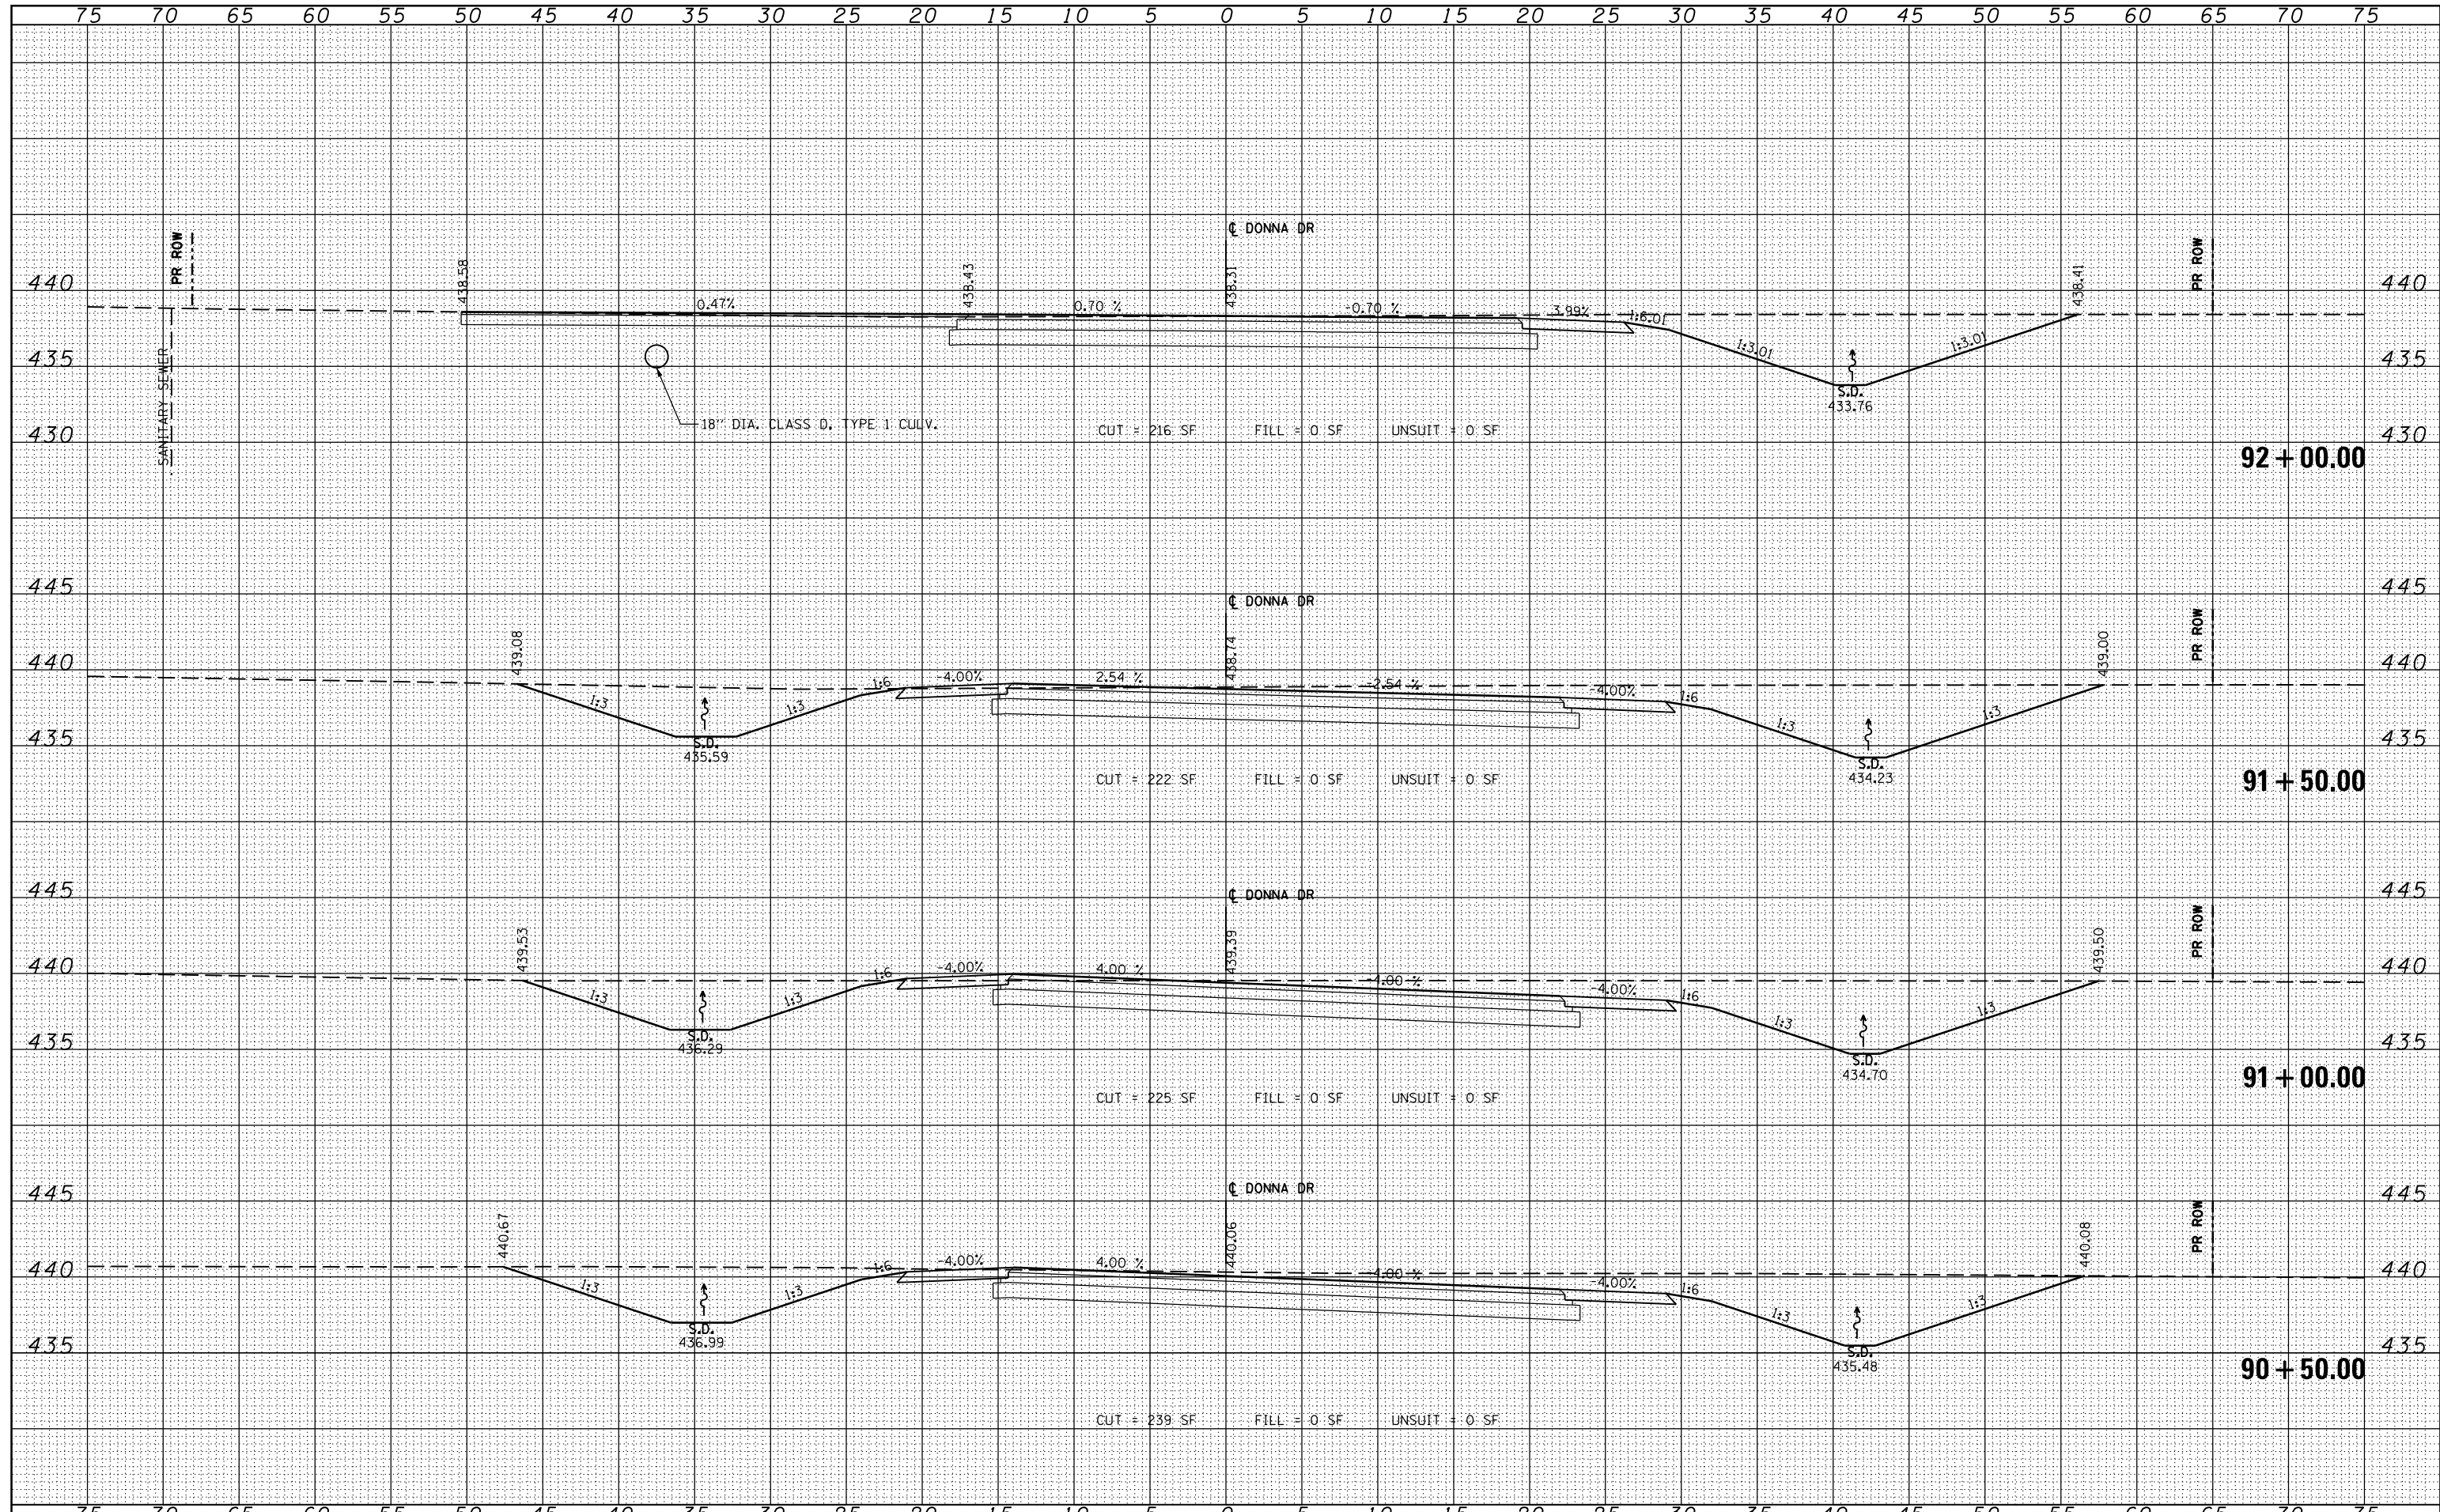 75 70 65 60 55 50 45 40 35 30 25 20 15 10 5 0 5 10 15 20 25 30 35 40 45 50 55 60 65 70 75
℄ DONNA DR
PR ROW PR ROW
438.58 438.43 438.31 438.41
440 440
0.47% 0.70 % -0.70 % 3.99% 1:6.01
1:3.01 1:3.01
435 435
SANITARY SEWER
S.D.
433.76
18" DIA. CLASS D, TYPE 1 CULV.
CUT = 216 SF FILL = 0 SF UNSUIT = 0 SF
430 430
92+00.00
445 445
℄ DONNA DR
PR ROW
439.08 438.74 439.00
440 440
1:6 -4.00% 2.54 % -2.54 % -4.00% 1:6
1:3 1:3 1:3 1:3
435 435
S.D.
435.59
S.D.
434.23
CUT = 222 SF FILL = 0 SF UNSUIT = 0 SF
91+50.00
445 445
℄ DONNA DR
PR ROW
439.53 439.39 439.50
440 440
1:6 -4.00% 4.00 % -4.00 % -4.00% 1:6
1:3 1:3 1:3 1:3
S.D.
436.29
435 435
S.D.
434.70
91+00.00
CUT = 225 SF FILL = 0 SF UNSUIT = 0 SF
℄ DONNA DR
445 445
PR ROW
440.67 440.06 440.08
440 440
1:6 -4.00% 4.00 % -4.00 % -4.00% 1:6
1:3 1:3 1:3 1:3
S.D.
436.99
435 435
S.D.
435.48
90+50.00
CUT = 239 SF FILL = 0 SF UNSUIT = 0 SF
75 70 65 60 55 50 45 40 35 30 25 20 15 10 5 0 5 10 15 20 25 30 35 40 45 50 55 60 65 70 75